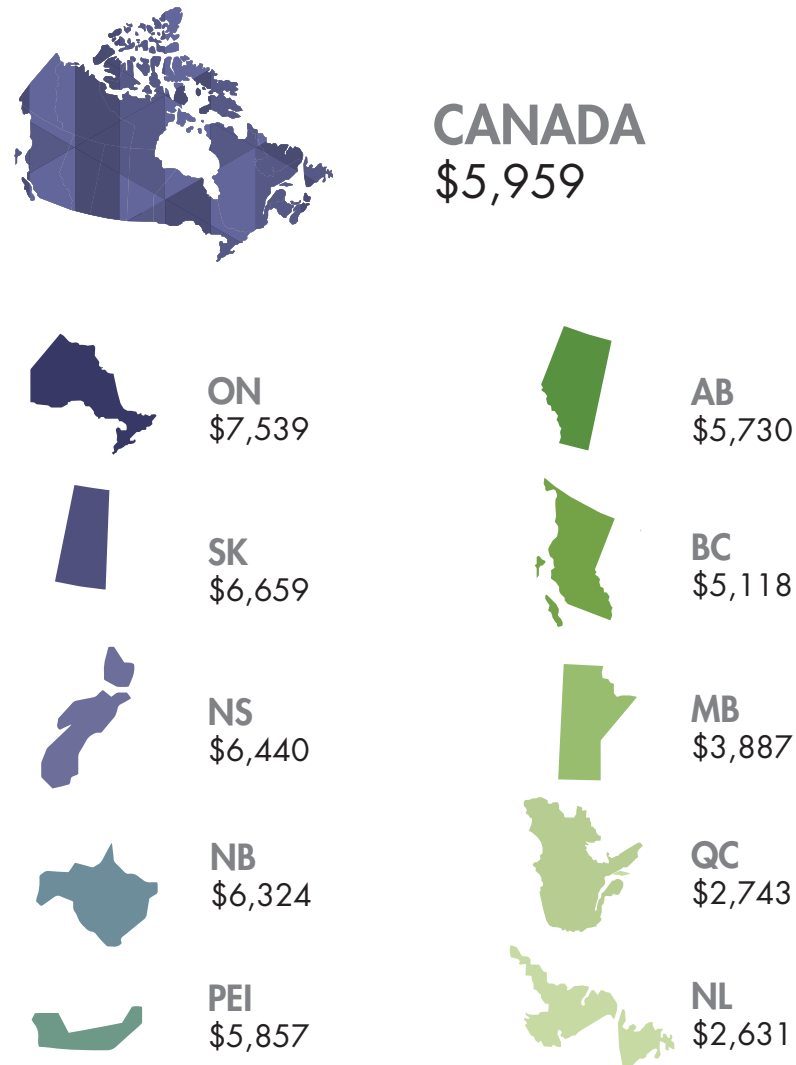 CANADA
$5,959
ON
$7,539
SK
$6,659
NS
$6,440
NB
$6,324
PEI
$5,857
AB
$5,730
BC
$5,118
MB
$3,887
QC
$2,743
NL
$2,631